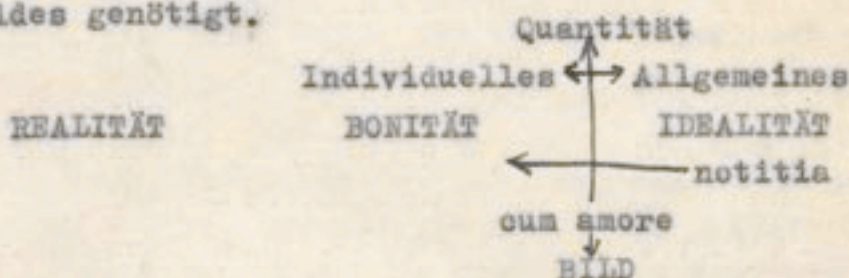 ides genötigt.
Quantität
Individuelles Allgemeines
REALITÄT BONITÄT IDEALITÄT
notitia
cum amore
BILD